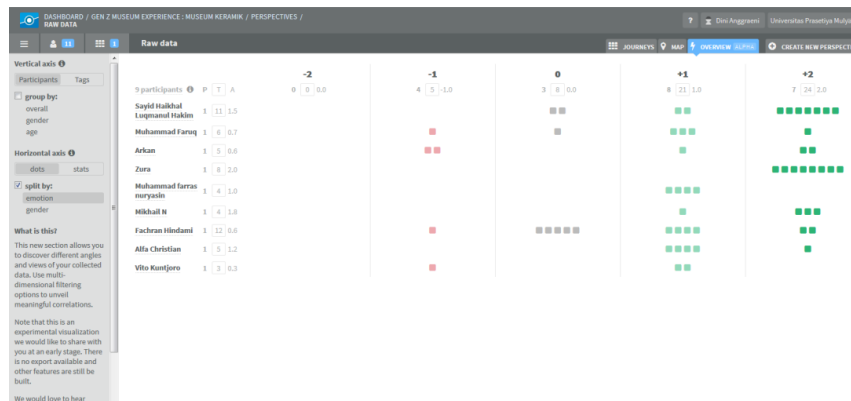 DASHBOARD / GEN Z MUSEUM EXPERIENCE : MUSEUM KERAMIK / PERSPECTIVES /
RAW DATA
? Dini Anggraeni Universitas Prasetiya Mulya
11 1 Raw data JOURNEYS MAP OVERVIEW ALPHA CREATE NEW PERSPECTI
Vertical axis
Participants Tags
group by:
overall
gender
age
Horizontal axis
dots stats
split by:
emotion
gender
What is this?
This new section allows you
to discover different angles
and views of your collected
data. Use multi-
dimensional filtering
options to unveil
meaningful correlations.
Note that this is an
experimental visualization
we would like to share with
you at an early stage. There
is no export available and
other features are still be
built.
We would love to hear
-2 -1 0 +1 +2
9 participants P T A 0 0 0.0 4 5 -1.0 3 8 0.0 8 21 1.0 7 24 2.0
Sayid Haikhal
Luqmanul Hakim 1 11 1.5
Muhammad Faruq 1 6 0.7
Arkan 1 5 0.6
Zura 1 8 2.0
Muhammad farras
nuryasin 1 4 1.0
Mikhail N 1 4 1.8
Fachran Hindami 1 12 0.6
Alfa Christian 1 5 1.2
Vito Kuntjoro 1 3 0.3